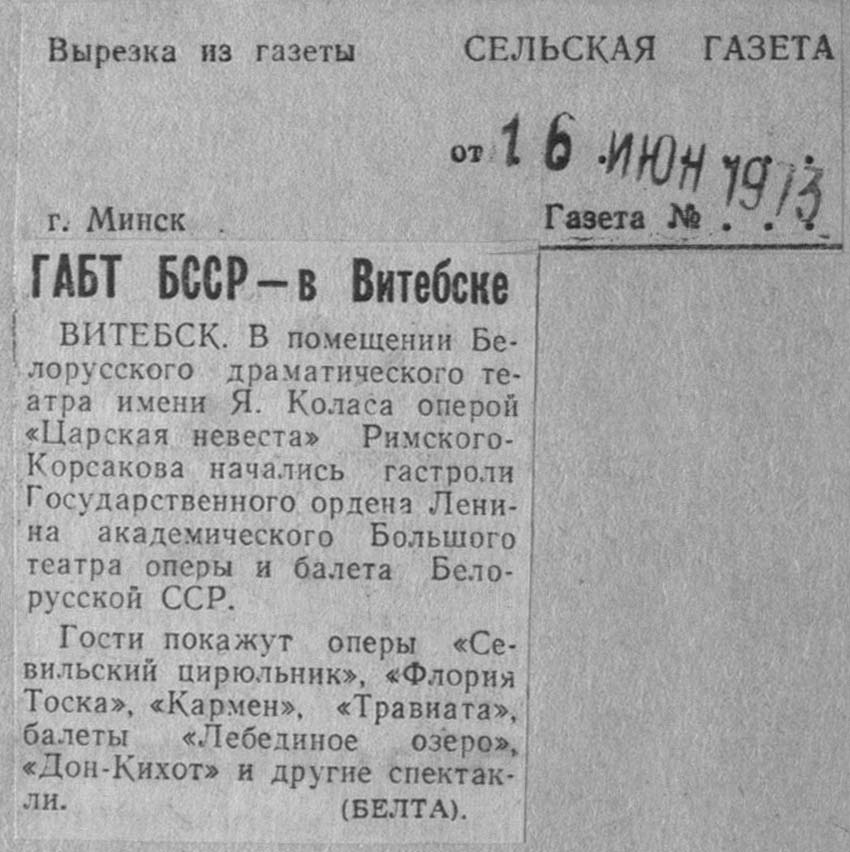 Вырезка из газеты СЕЛЬСКАЯ ГАЗЕТА
от 16 ИЮН 1973
г. Минск Газета № . . .
ГАБТ БССР — в Витебске
ВИТЕБСК. В помещении Бе-
лорусского драматического те-
атра имени Я. Коласа оперой
«Царская невеста» Римского-
Корсакова начались гастроли
Государственного ордена Лени-
на академического Большого
театра оперы и балета Бело-
русской ССР.
Гости покажут оперы «Се-
вильский цирюльник», «Флория
Тоска», «Кармен», «Травиата»,
балеты «Лебединое озеро»,
«Дон-Кихот» и другие спектак-
ли. (БЕЛТА).